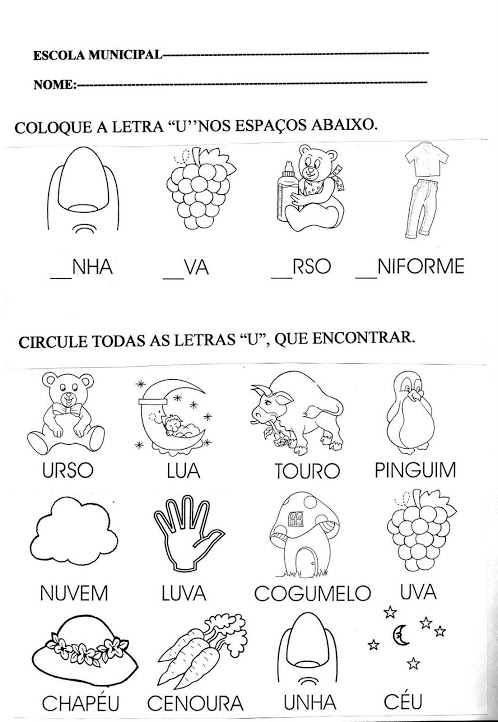 ESCOLA MUNICIPAL--------------------------------------------------
NOME:--------------------------------------------------
COLOQUE A LETRA “U’’NOS ESPAÇOS ABAIXO.
__NHA __VA __RSO __NIFORME
CIRCULE TODAS AS LETRAS “U”, QUE ENCONTRAR.
URSO LUA TOURO PINGUIM
NUVEM LUVA COGUMELO UVA
CHAPÉU CENOURA UNHA CÉU